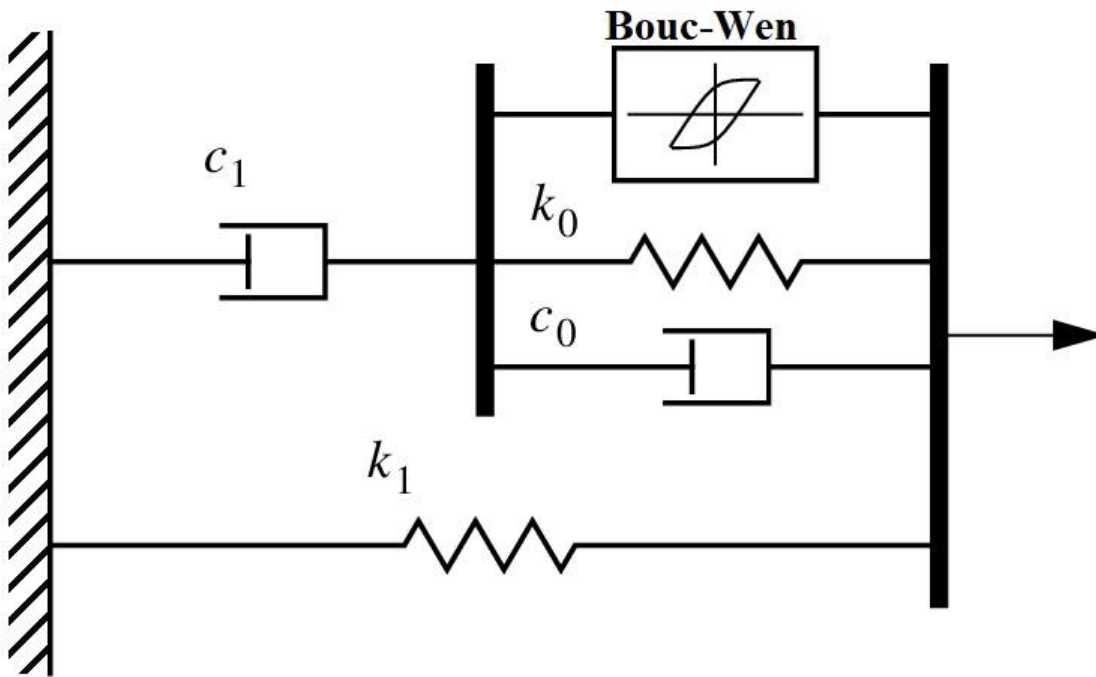 Bouc-Wen
c₁
k₀
c₀
k₁